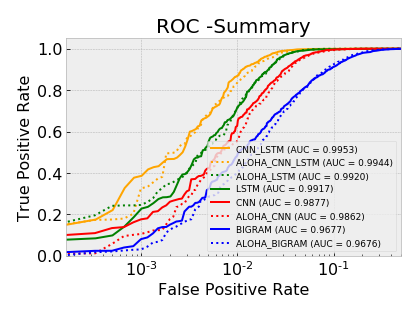 ROC -Summary
True Positive Rate
1.0
0.8
0.6
0.4
0.2
0.0
CNN_LSTM (AUC = 0.9953)
ALOHA_CNN_LSTM (AUC = 0.9944)
ALOHA_LSTM (AUC = 0.9920)
LSTM (AUC = 0.9917)
CNN (AUC = 0.9877)
ALOHA_CNN (AUC = 0.9862)
BIGRAM (AUC = 0.9677)
ALOHA_BIGRAM (AUC = 0.9676)
10⁻³ 10⁻² 10⁻¹
False Positive Rate